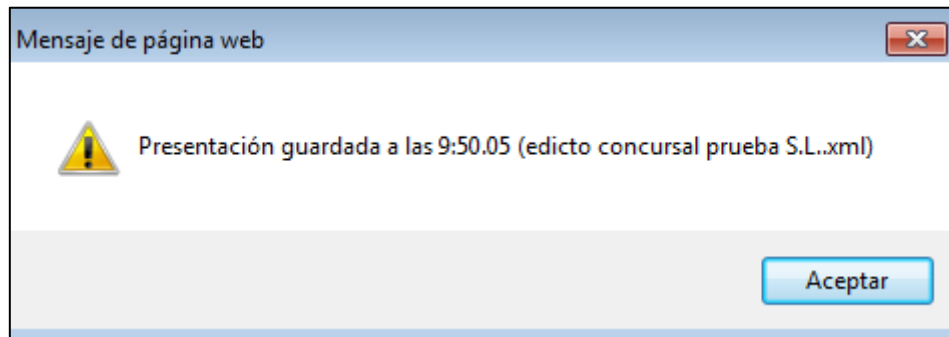 Mensaje de página web
Presentación guardada a las 9:50.05 (edicto concursal prueba S.L..xml)
Aceptar